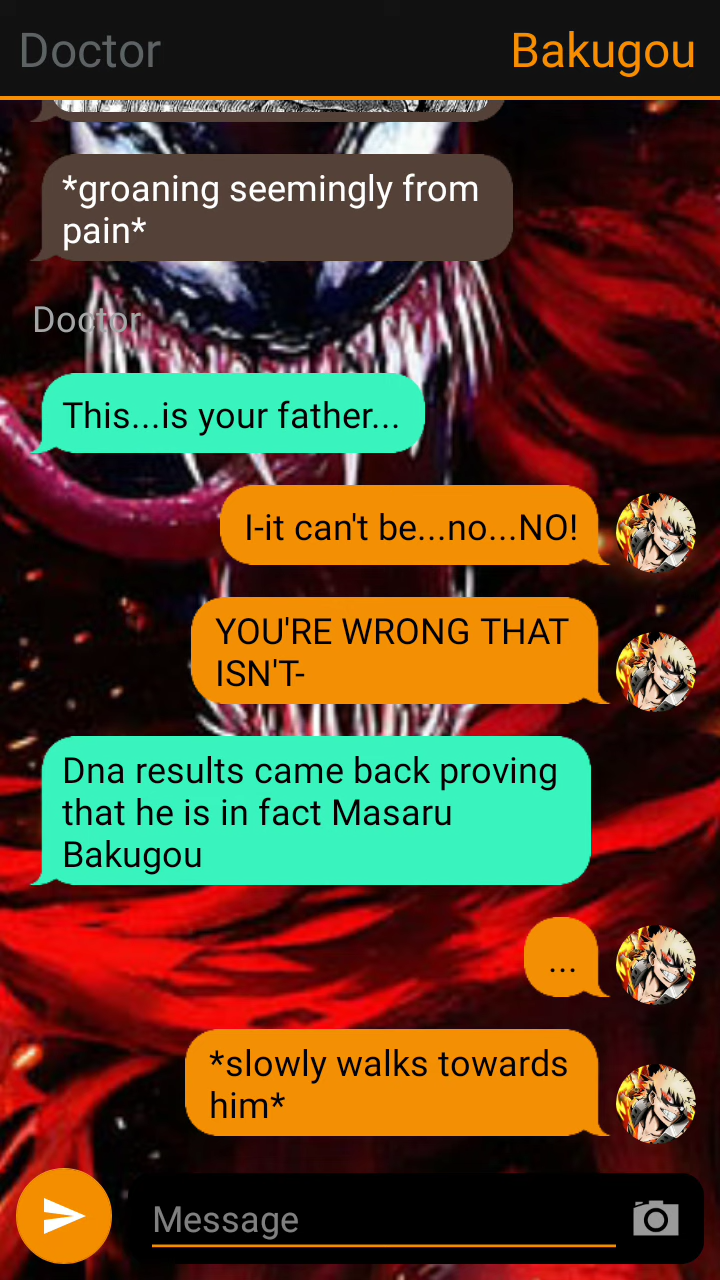 Doctor
Bakugou
*groaning seemingly from
pain*
Doctor
This...is your father...
I-it can't be...no...NO!
YOU'RE WRONG THAT
ISN'T-
Dna results came back proving
that he is in fact Masaru
Bakugou
...
*slowly walks towards
him*
Message